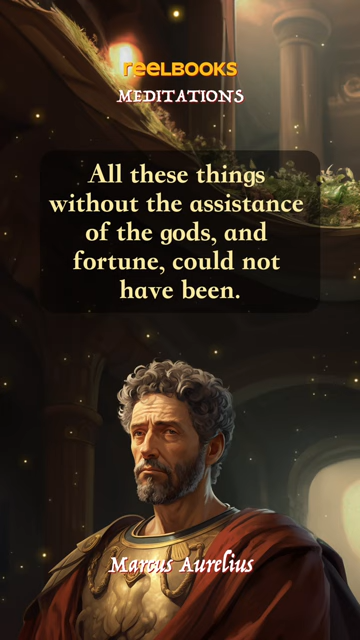 reelbooks
MEDITATIONS
All these things
without the assistance
of the gods, and
fortune, could not
have been.
Marcus Aurelius